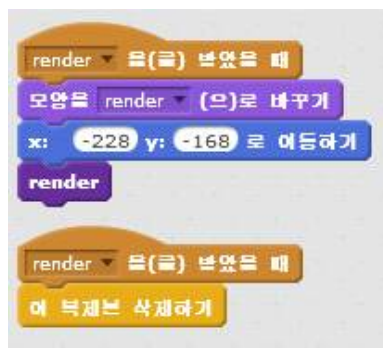 render 을(를) 받았을 때
모양을 render (으)로 바꾸기
x: -228 y: -168 로 이동하기
render
render 을(를) 받았을 때
이 복제본 삭제하기